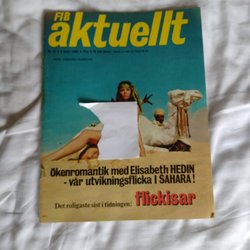 FIB
aktuellt
Ökenromantik med Elisabeth HEDIN
- vår utvikningsflicka I SAHARA!
Det roligaste sist i tidningen: flickisar